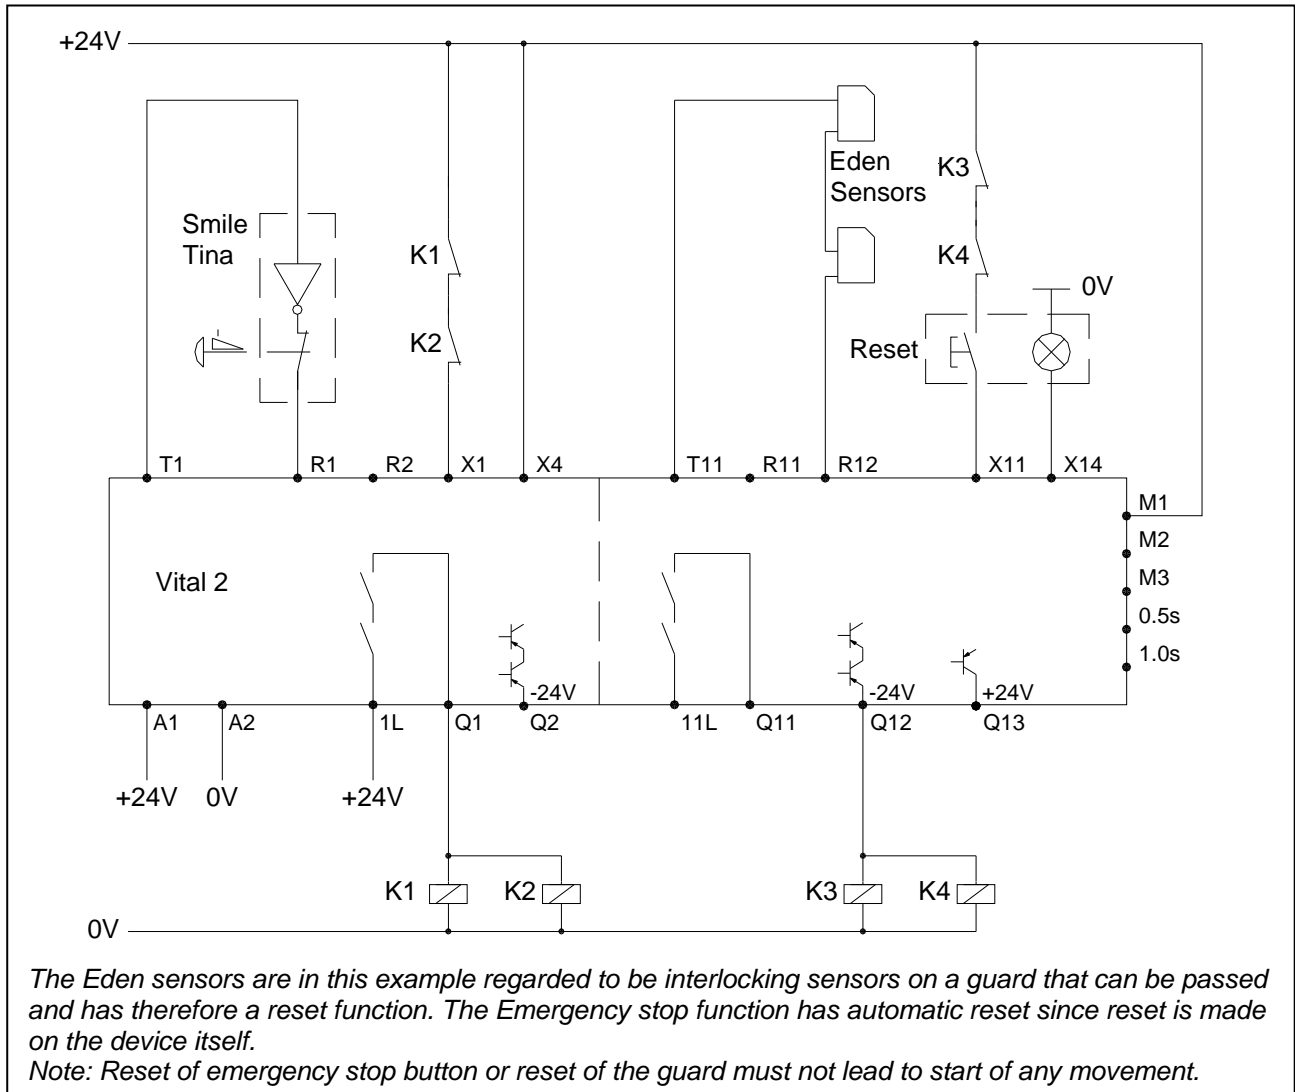 +24V
Eden
Sensors
K3
Smile
Tina
K1
K4
0V
K2
Reset
T1 R1 R2 X1 X4 T11 R11 R12 X11 X14
M1
M2
Vital 2
M3
0.5s
1.0s
-24V -24V +24V
A1 A2 1L Q1 Q2 11L Q11 Q12 Q13
+24V 0V +24V
K1 K2 K3 K4
0V
The Eden sensors are in this example regarded to be interlocking sensors on a guard that can be passed
and has therefore a reset function. The Emergency stop function has automatic reset since reset is made
on the device itself.
Note: Reset of emergency stop button or reset of the guard must not lead to start of any movement.